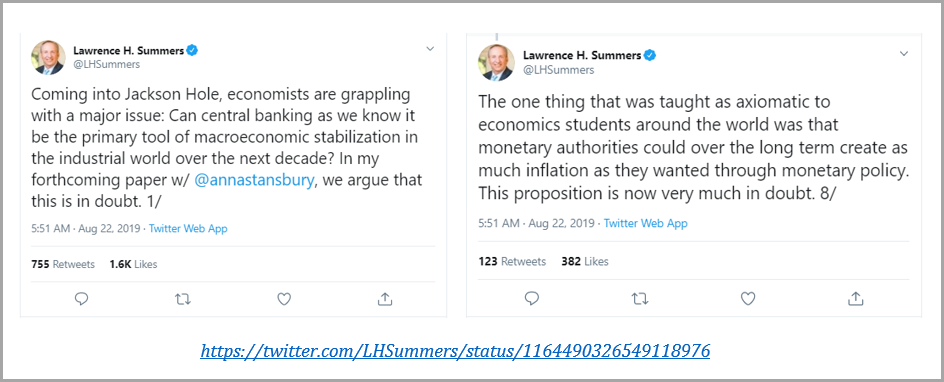 Lawrence H. Summers
@LHSummers
Coming into Jackson Hole, economists are grappling
with a major issue: Can central banking as we know it
be the primary tool of macroeconomic stabilization in
the industrial world over the next decade? In my
forthcoming paper w/ @annastansbury, we argue that
this is in doubt. 1/
5:51 AM · Aug 22, 2019 · Twitter Web App
755 Retweets 1.6K Likes
Lawrence H. Summers
@LHSummers
The one thing that was taught as axiomatic to
economics students around the world was that
monetary authorities could over the long term create as
much inflation as they wanted through monetary policy.
This proposition is now very much in doubt. 8/
5:51 AM · Aug 22, 2019 · Twitter Web App
123 Retweets 382 Likes
https://twitter.com/LHSummers/status/1164490326549118976